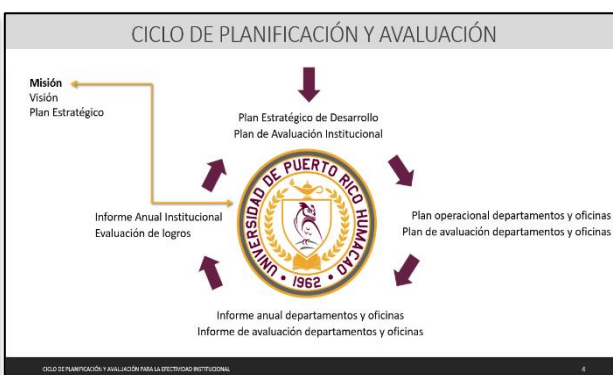 CICLO DE PLANIFICACIÓN Y AVALUACIÓN
Misión
Visión
Plan Estratégico
Plan Estratégico de Desarrollo
Plan de Avaluación Institucional
Informe Anual Institucional
Evaluación de logros
UNIVERSIDAD DE PUERTO RICO HUMACAO
• 1962 •
Plan operacional departamentos y oficinas
Plan de avaluación departamentos y oficinas
Informe anual departamentos y oficinas
Informe de avaluación departamentos y oficinas
CICLO DE PLANIFICACIÓN Y AVALUACIÓN PARA LA EFECTIVIDAD INSTITUCIONAL
4